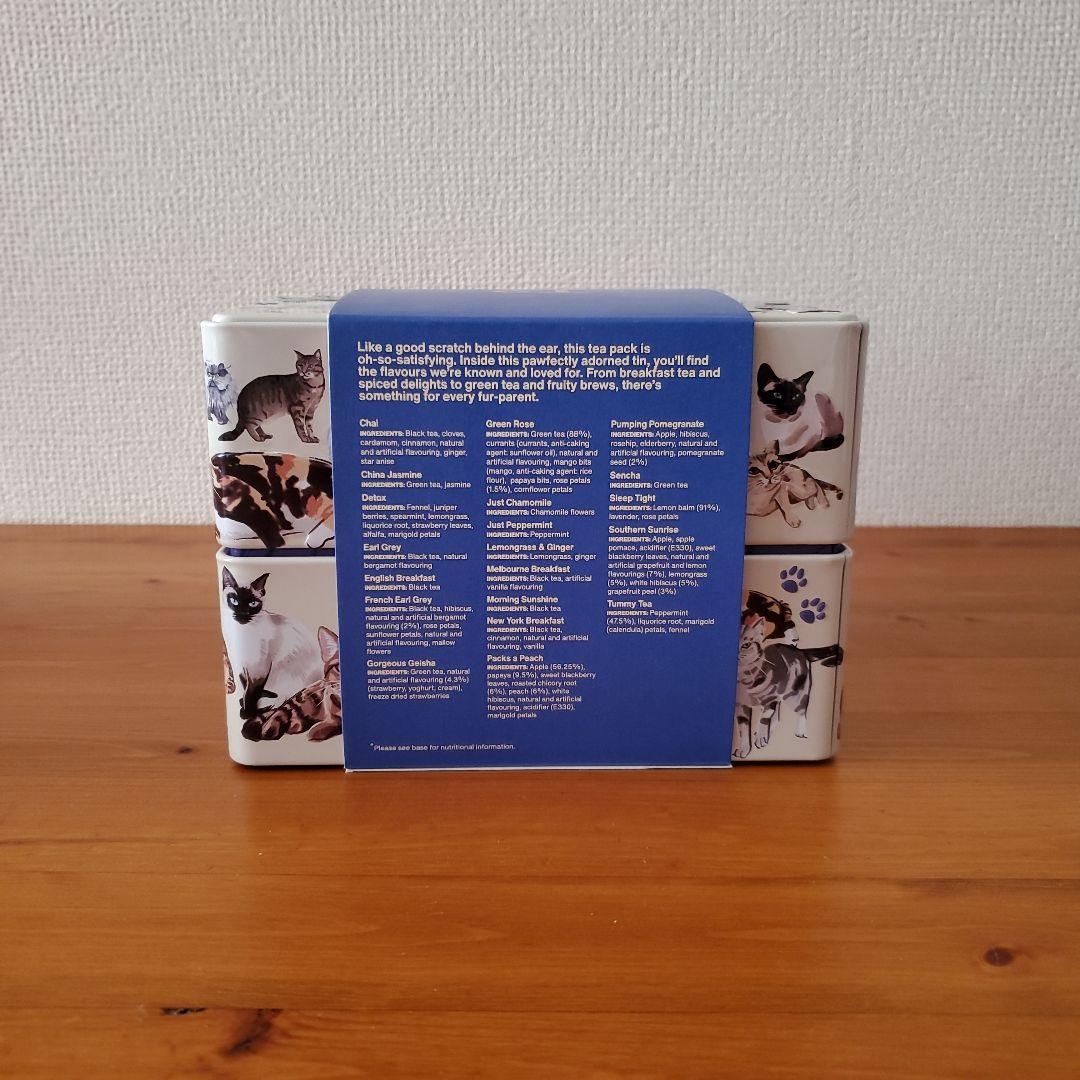 Like a good scratch behind the ear, this tea pack is
oh-so-satisfying. Inside this pawfectly adorned tin, you'll find
the flavours we're known and loved for. From breakfast tea and
spiced delights to green tea and fruity brews, there's
something for every fur-parent.
Chai
INGREDIENTS: Black tea, cloves,
cardamom, cinnamon, natural
and artificial flavouring, ginger,
star anise
China Jasmine
INGREDIENTS: Green tea, jasmine
Detox
INGREDIENTS: Fennel, juniper
berries, spearmint, lemongrass,
liquorice root, strawberry leaves,
alfalfa, marigold petals
Earl Grey
INGREDIENTS: Black tea, natural
bergamot flavouring
English Breakfast
INGREDIENTS: Black tea
French Earl Grey
INGREDIENTS: Black tea, hibiscus,
natural and artificial bergamot
flavouring (2%), rose petals,
sunflower petals, natural and
artificial flavouring, mallow
flowers
Gorgeous Geisha
INGREDIENTS: Green tea, natural
and artificial flavouring (4.3%)
(strawberry, yoghurt, cream),
freeze dried strawberries
Green Rose
INGREDIENTS: Green tea (88%),
currants (currants, anti-caking
agent: sunflower oil), natural and
artificial flavouring, mango bits
(mango, anti-caking agent: rice
flour), papaya bits, rose petals
(1.5%), cornflower petals
Just Chamomile
INGREDIENTS: Chamomile flowers
Just Peppermint
INGREDIENTS: Peppermint
Lemongrass & Ginger
INGREDIENTS: Lemongrass, ginger
Melbourne Breakfast
INGREDIENTS: Black tea, artificial
vanilla flavouring
Morning Sunshine
INGREDIENTS: Black tea
New York Breakfast
INGREDIENTS: Black tea,
cinnamon, natural and artificial
flavouring, vanilla
Packs a Peach
INGREDIENTS: Apple (56.25%),
papaya (9.5%), sweet blackberry
leaves, roasted chicory root
(6%), peach (6%), white
hibiscus, natural and artificial
flavouring, acidifier (E330),
marigold petals
Pumping Pomegranate
INGREDIENTS: Apple, hibiscus,
rosehip, elderberry, natural and
artificial flavouring, pomegranate
seed (2%)
Sencha
INGREDIENTS: Green tea
Sleep Tight
INGREDIENTS: Lemon balm (91%),
lavender, rose petals
Southern Sunrise
INGREDIENTS: Apple, apple
pomace, acidifier (E330), sweet
blackberry leaves, natural and
artificial grapefruit and lemon
flavourings (7%), lemongrass
(5%), white hibiscus (5%),
grapefruit peel (3%)
Tummy Tea
INGREDIENTS: Peppermint
(47.5%), liquorice root, marigold
(calendula) petals, fennel
*Please see base for nutritional information.